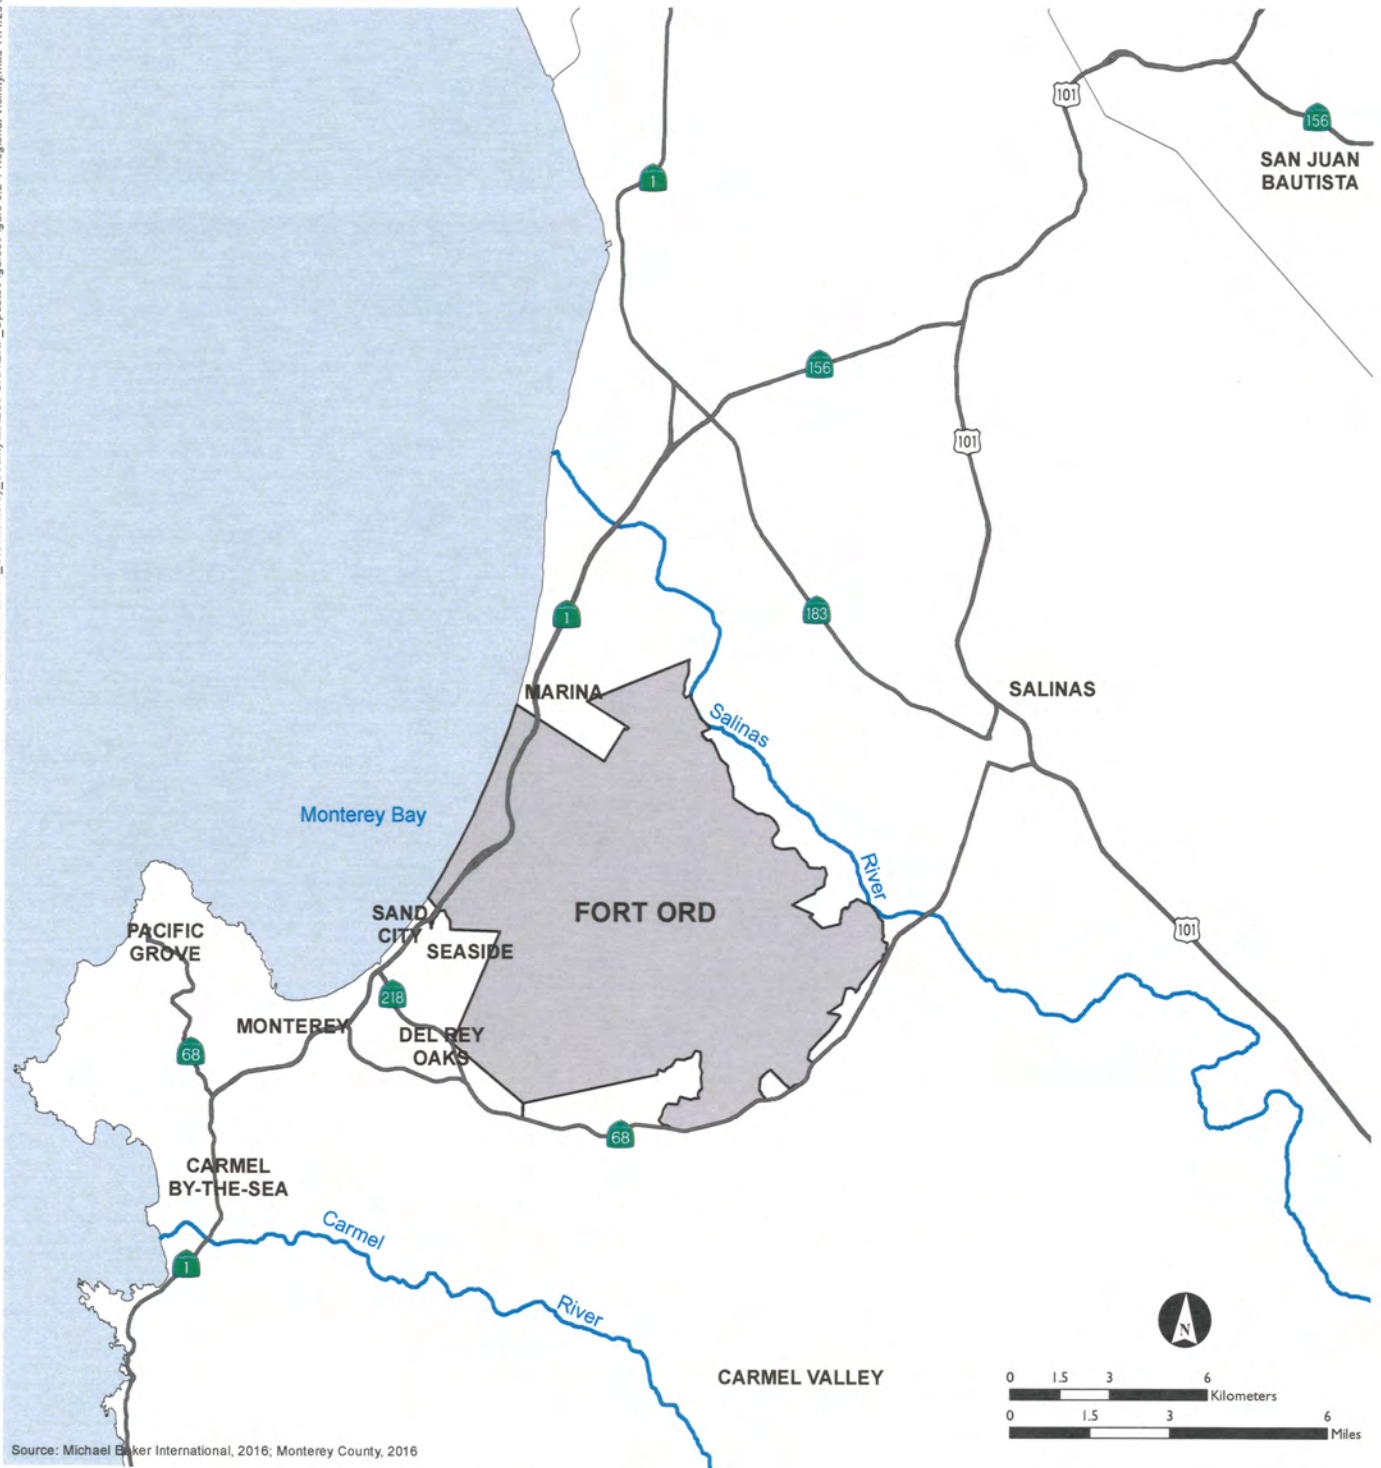 1
101
156
SAN JUAN
BAUTISTA
156
101
1
183
MARINA
SALINAS
Salinas
River
Monterey Bay
FORT ORD
SAND
CITY
SEASIDE
PACIFIC
GROVE
101
218
MONTEREY
DEL REY
OAKS
68
68
CARMEL
BY-THE-SEA
Carmel
River
1
N
CARMEL VALLEY
0 1.5 3 6
Kilometers
0 1.5 3 6
Miles
Source: Michael Baker International, 2016; Monterey County, 2016